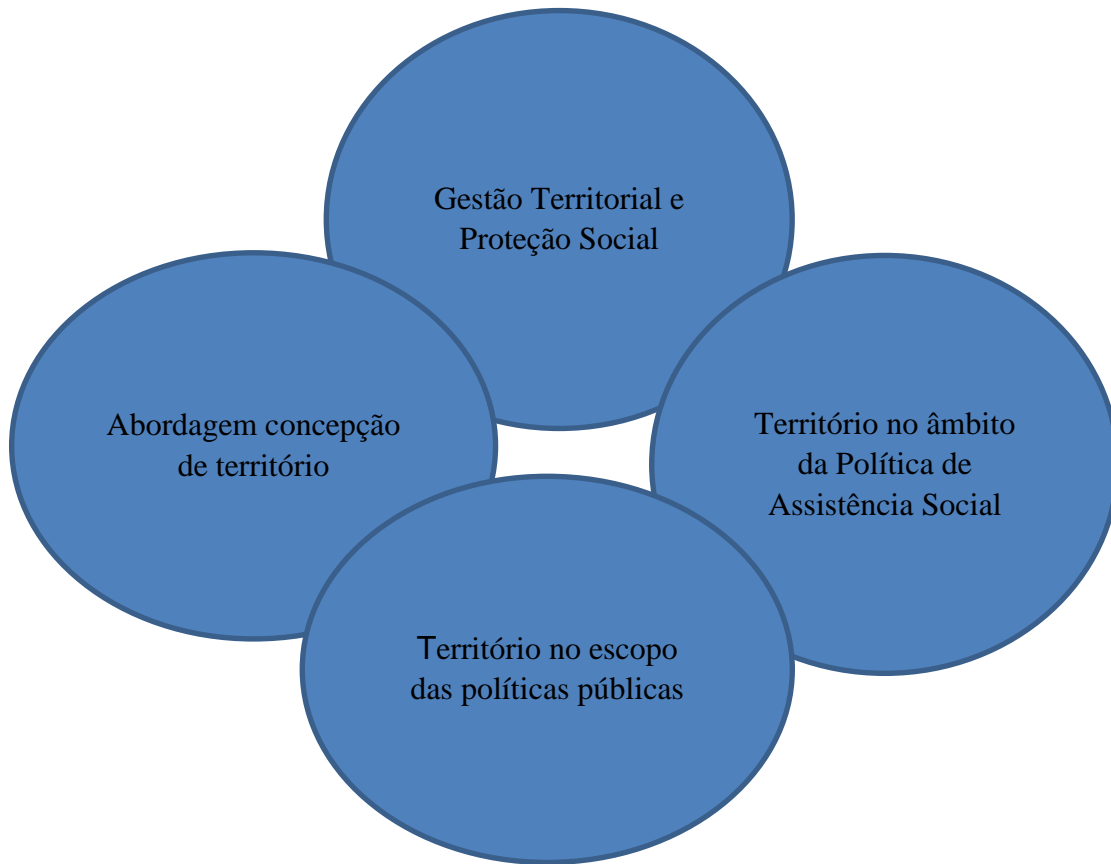 Gestão Territorial e
Proteção Social
Abordagem concepção
de território
Território no âmbito
da Política de
Assistência Social
Território no escopo
das políticas públicas